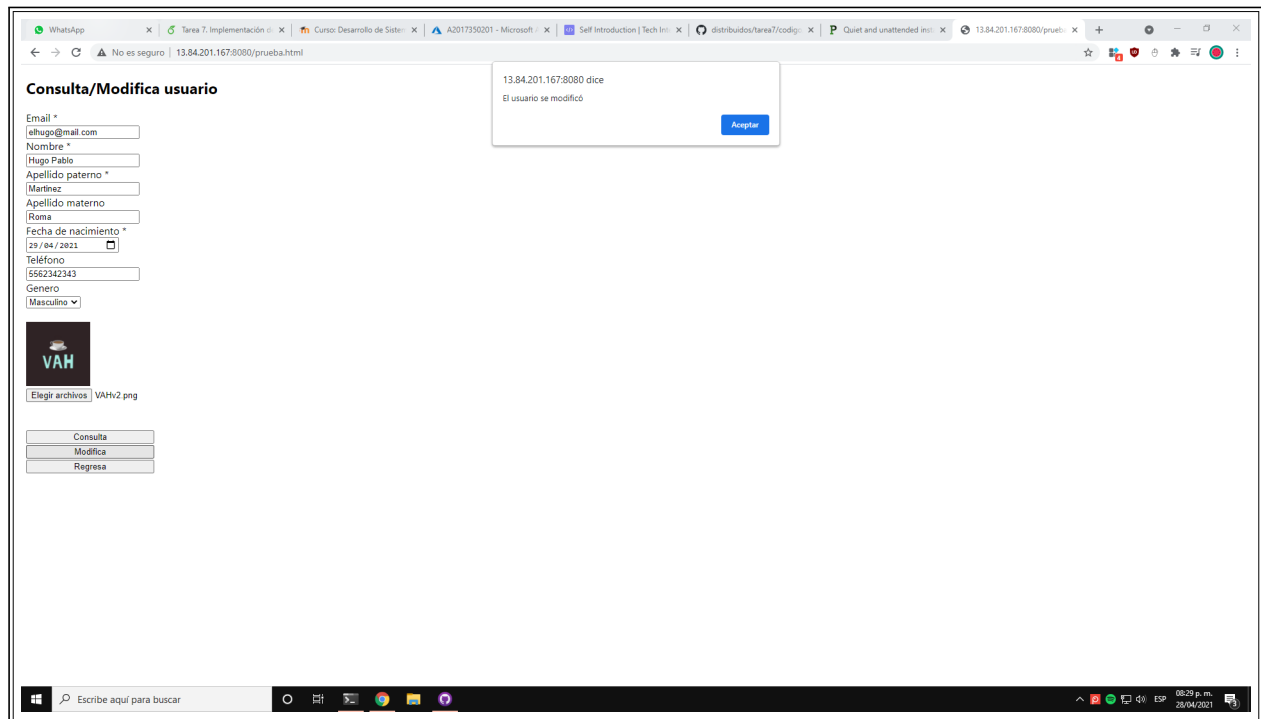 WhatsApp
Tarea 7. Implementación d
Curso: Desarrollo de Sister
A2017350201 - Microsoft A
Self Introduction | Tech Int
distribuidos/tarea7/codigo
Quiet and unattended inst
13.84.201.167:8080/prueb
No es seguro | 13.84.201.167:8080/prueba.html
13.84.201.167:8080 dice
El usuario se modificó
Aceptar
Consulta/Modifica usuario
Email *
elhugo@mail.com
Nombre *
Hugo Pablo
Apellido paterno *
Martínez
Apellido materno
Roma
Fecha de nacimiento *
29/04/2021
Teléfono
5562342343
Genero
Masculino
VAH
Elegir archivos VAHv2.png
Consulta
Modifica
Regresa
Escribe aquí para buscar
ESP
08:29 p. m.
28/04/2021